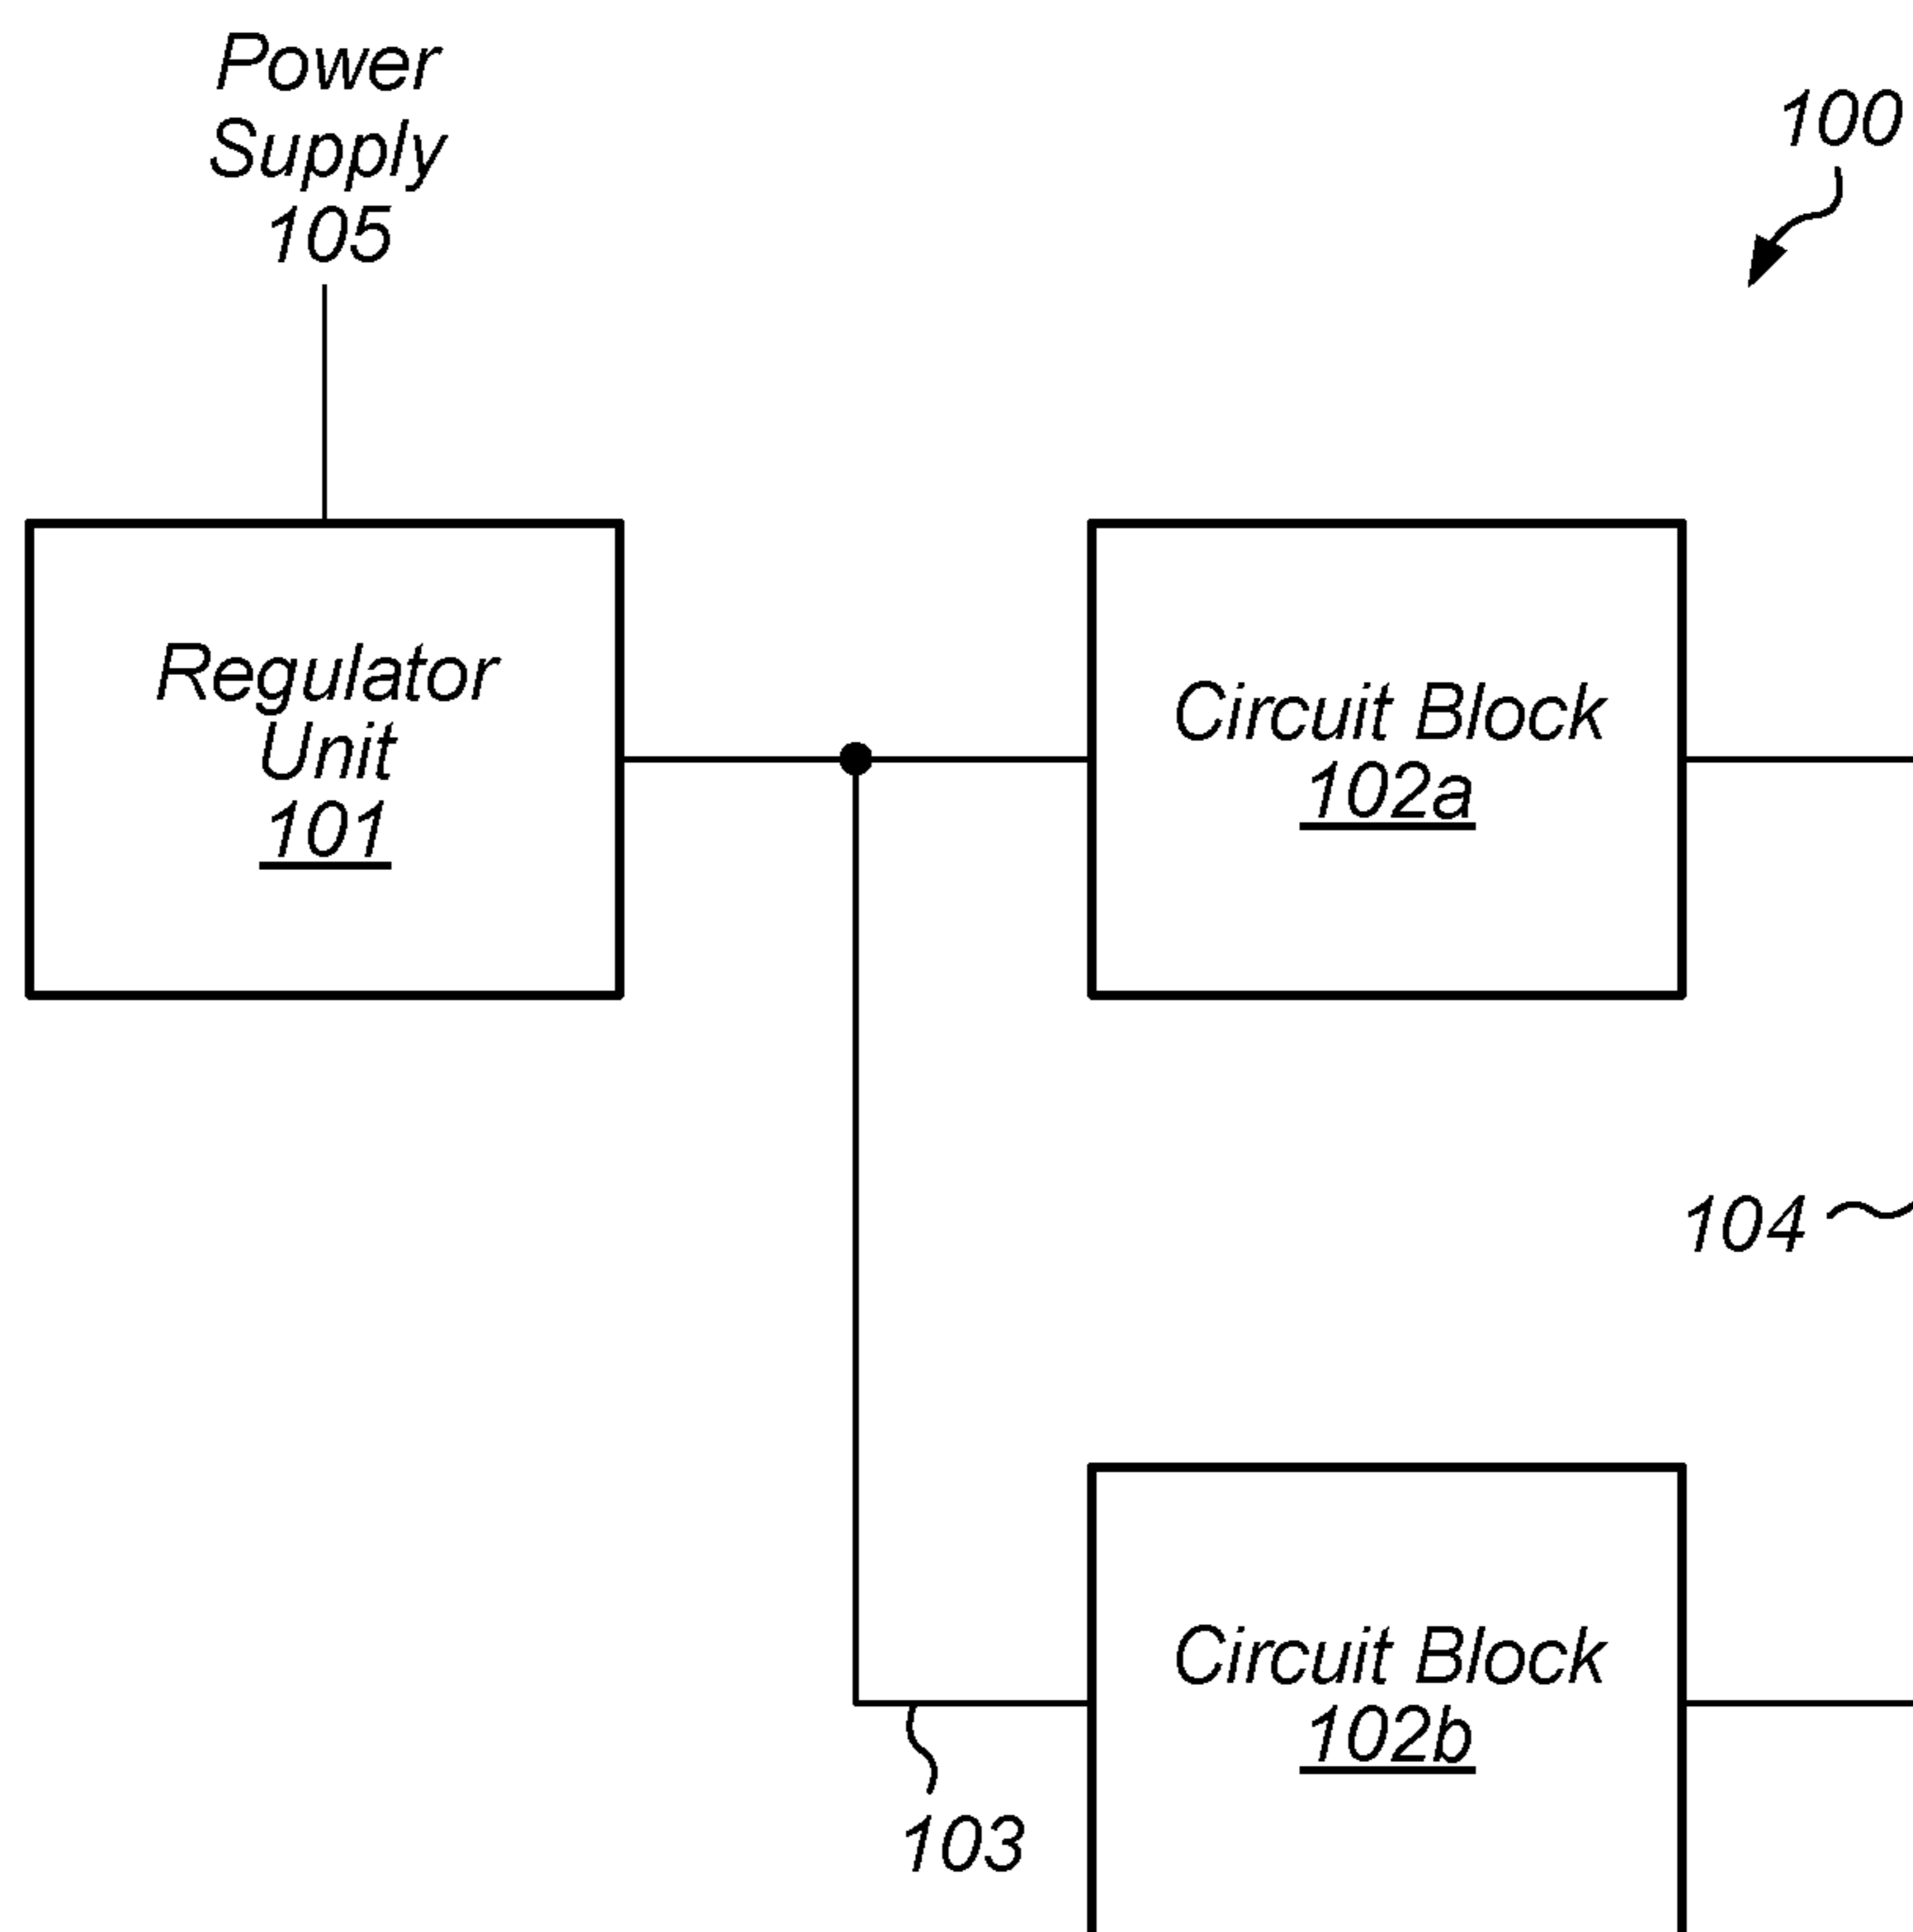 Power
Supply
105
100
Regulator
Unit
101
Circuit Block
102a
104
Circuit Block
102b
103